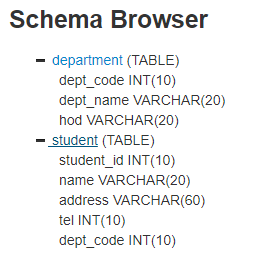 Schema Browser
department (TABLE)
dept_code INT(10)
dept_name VARCHAR(20)
hod VARCHAR(20)
student (TABLE)
student_id INT(10)
name VARCHAR(20)
address VARCHAR(60)
tel INT(10)
dept_code INT(10)